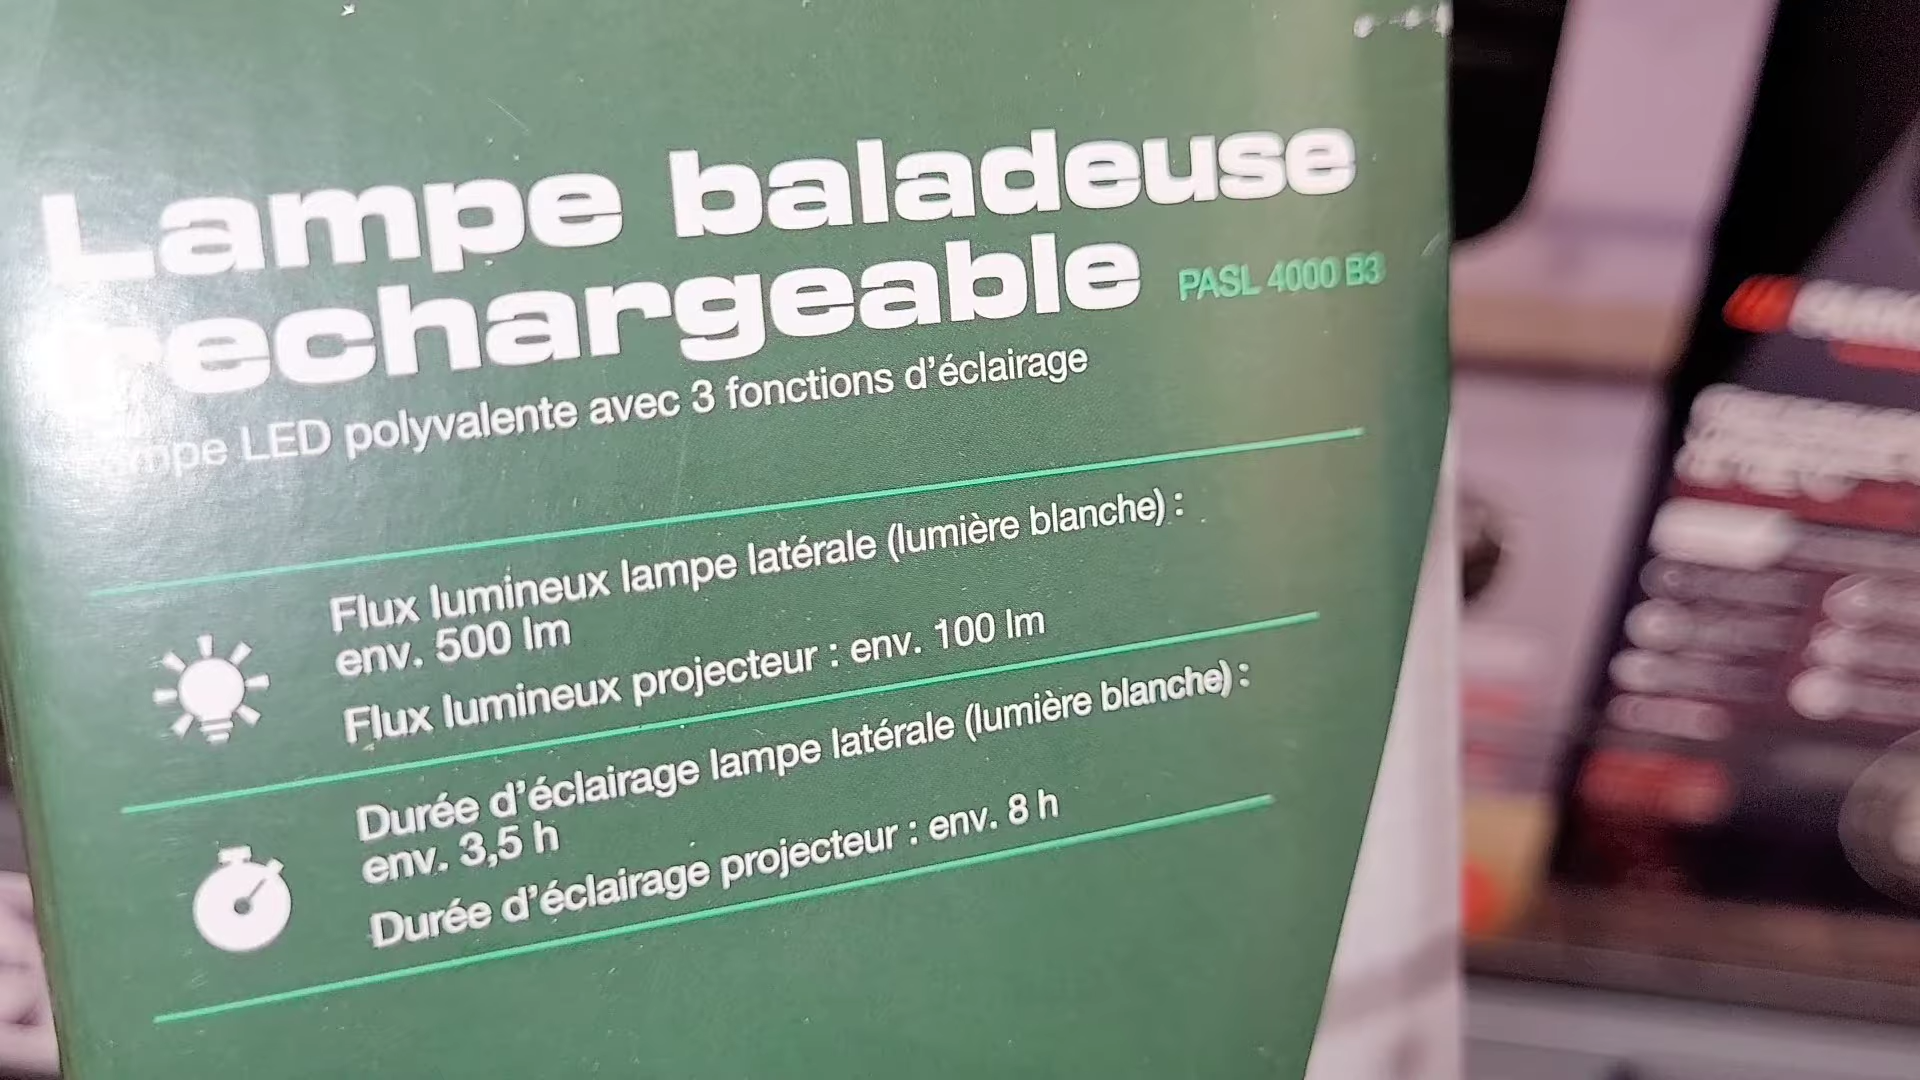 Lampe baladeuse
rechargeable PASL 4000 B3
Lampe LED polyvalente avec 3 fonctions d'éclairage
Flux lumineux lampe latérale (lumière blanche) :
env. 500 lm
Flux lumineux projecteur : env. 100 lm
Durée d'éclairage lampe latérale (lumière blanche) :
env. 3,5 h
Durée d'éclairage projecteur : env. 8 h